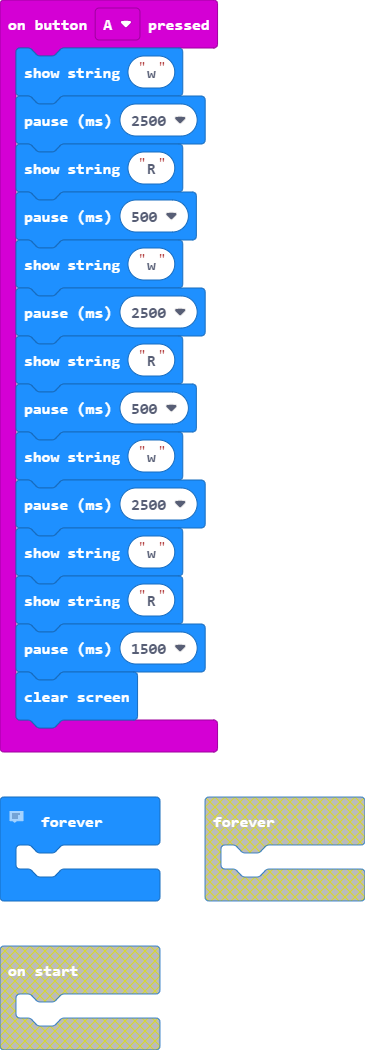 on button A pressed
show string "w"
pause (ms) 2500
show string "R"
pause (ms) 500
show string "w"
pause (ms) 2500
show string "R"
pause (ms) 500
show string "w"
pause (ms) 2500
show string "w"
show string "R"
pause (ms) 1500
clear screen
forever
forever
on start